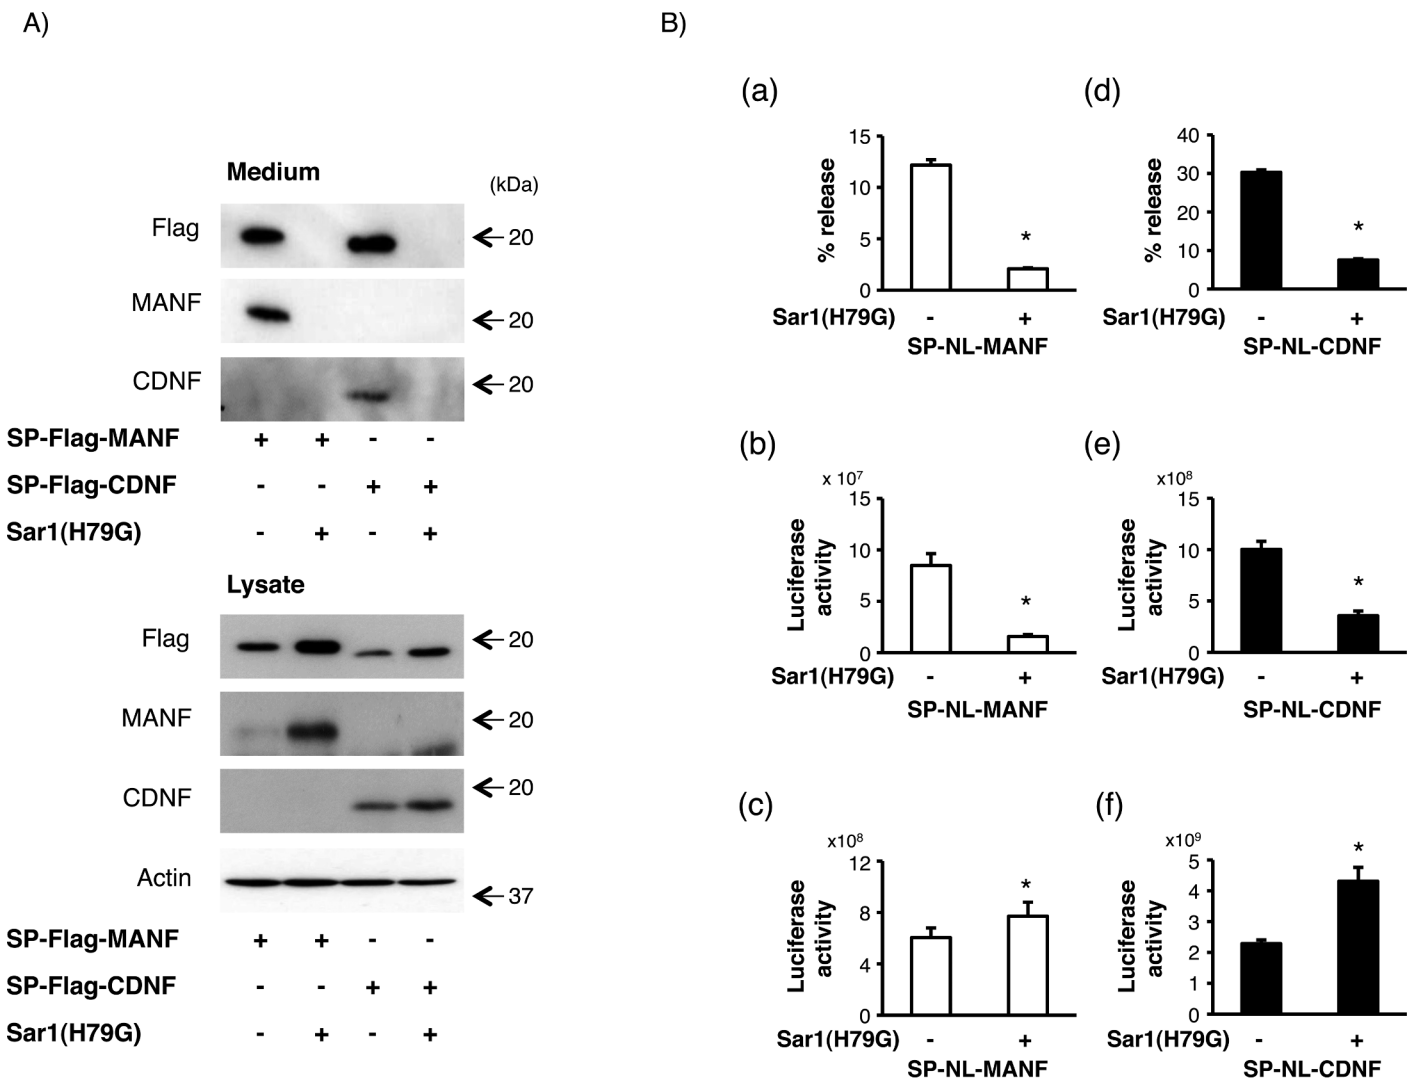 A)
Medium
(kDa)
Flag
20
MANF
20
CDNF
20
SP-Flag-MANF + + - -
SP-Flag-CDNF - - + +
Sar1(H79G) - + - +
Lysate
Flag
20
MANF
20
CDNF
20
Actin
37
SP-Flag-MANF + + - -
SP-Flag-CDNF - - + +
Sar1(H79G) - + - +
B)
(a)
% release
15
10
5
0
*
Sar1(H79G) - +
SP-NL-MANF
(d)
% release
40
30
20
10
0
*
Sar1(H79G) - +
SP-NL-CDNF
(b)
x 10⁷
Luciferase
activity
15
10
5
0
*
Sar1(H79G) - +
SP-NL-MANF
(e)
x10⁸
Luciferase
activity
15
10
5
0
*
Sar1(H79G) - +
SP-NL-CDNF
(c)
x10⁸
Luciferase
activity
12
8
4
0
*
Sar1(H79G) - +
SP-NL-MANF
(f)
x10⁹
Luciferase
activity
5
4
3
2
1
0
*
Sar1(H79G) - +
SP-NL-CDNF